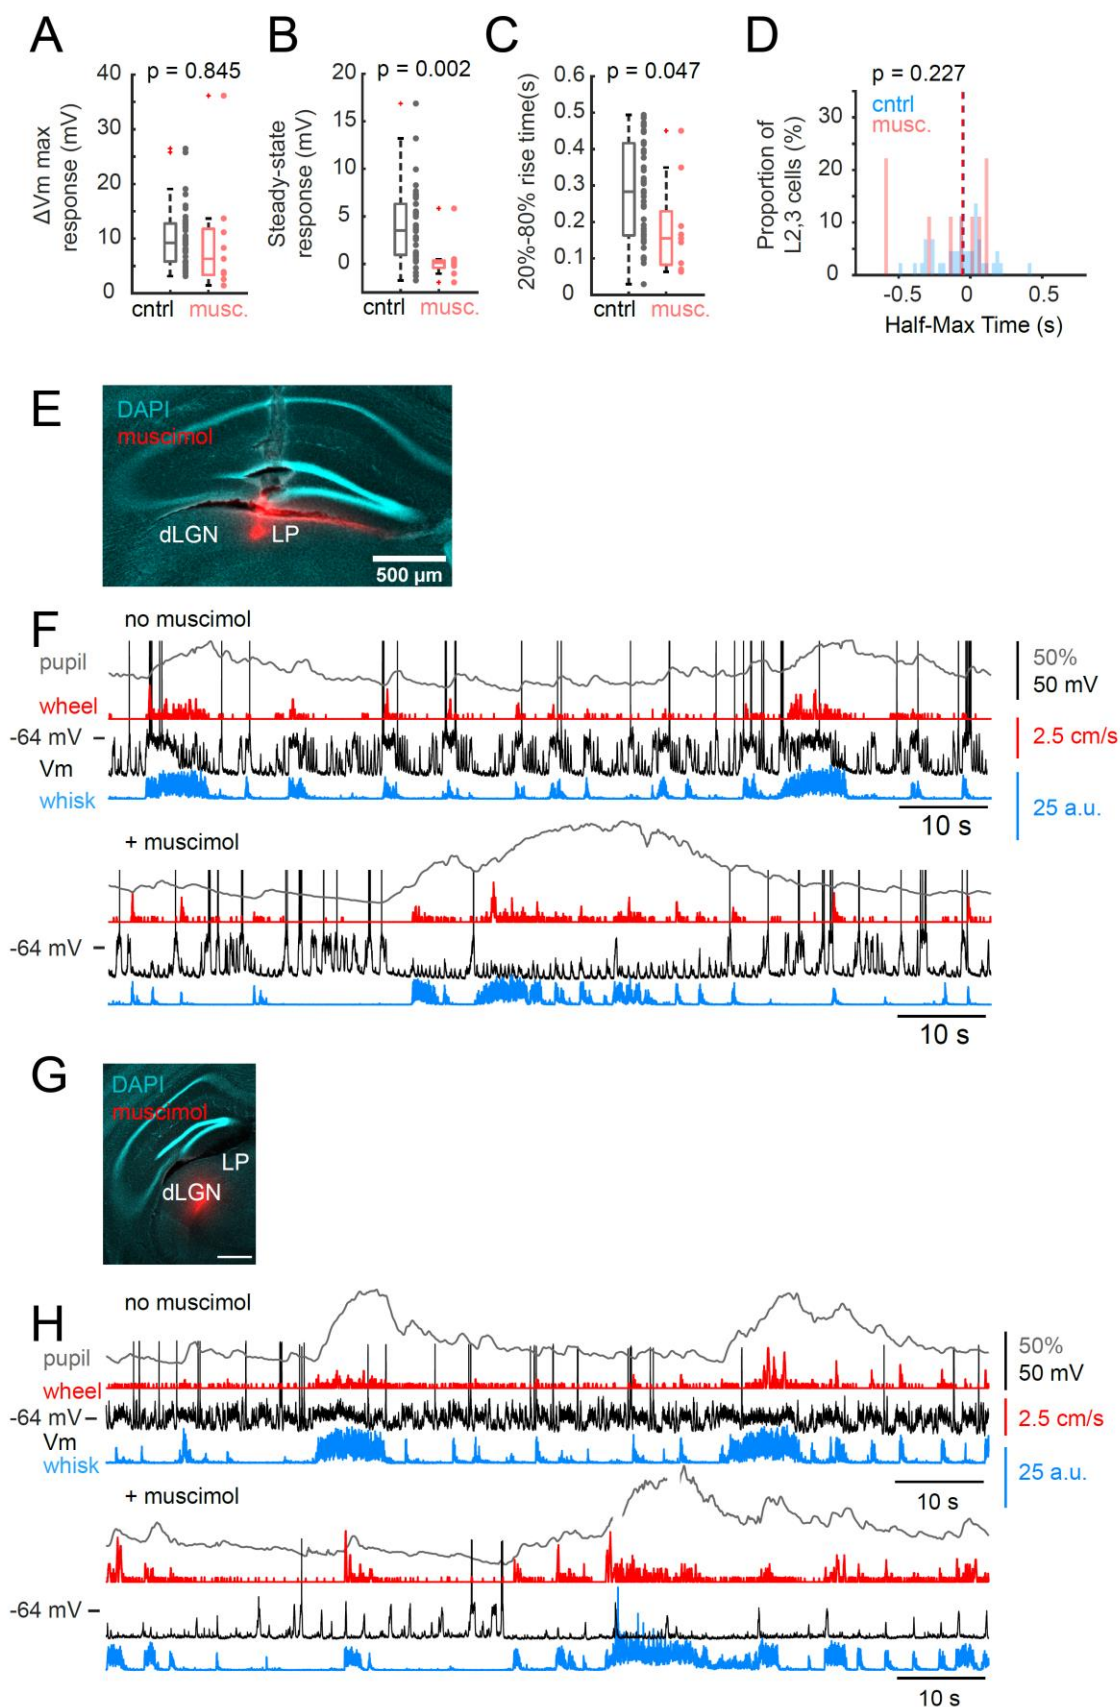 A
p = 0.845
ΔVm max
response (mV)
40
30
20
10
0
cntrl musc.
B
p = 0.002
Steady-state
response (mV)
20
15
10
5
0
cntrl musc.
C
p = 0.047
20%-80% rise time(s)
0.6
0.5
0.4
0.3
0.2
0.1
0
cntrl musc.
D
p = 0.227
cntrl
musc.
Proportion of
L2,3 cells (%)
30
20
10
0
-0.5 0 0.5
Half-Max Time (s)
E
DAPI
muscimol
dLGN LP
500 µm
F
no muscimol
pupil
wheel
-64 mV
Vm
whisk
50%
50 mV
2.5 cm/s
25 a.u.
10 s
+ muscimol
-64 mV
10 s
G
DAPI
muscimol
LP
dLGN
H
no muscimol
pupil
wheel
-64 mV
Vm
whisk
50%
50 mV
2.5 cm/s
25 a.u.
10 s
+ muscimol
-64 mV
10 s